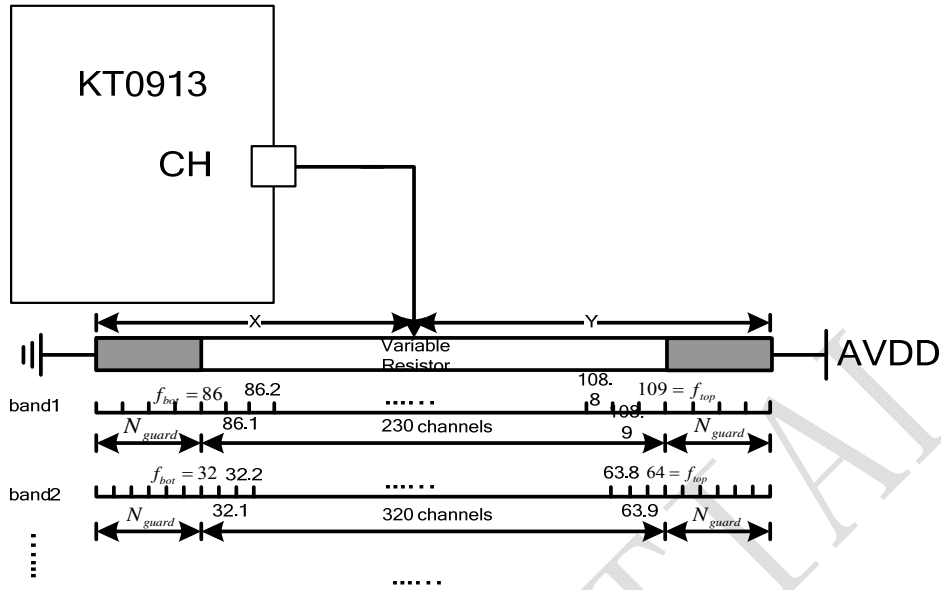 KT0913
CH
X Y
Variable
Resistor
AVDD
band1
f_bot = 86
86.2
86.1
......
230 channels
108.
8
108.
9
109 = f_top
N_guard
N_guard
band2
f_bot = 32
32.2
32.1
......
320 channels
63.8
63.9
64 = f_top
N_guard
N_guard
......
......
TAI